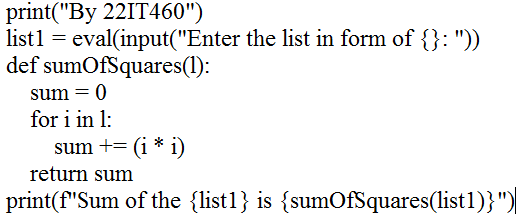 print("By 22IT460")
list1 = eval(input("Enter the list in form of {}: "))
def sumOfSquares(l):
    sum = 0
    for i in l:
        sum += (i * i)
    return sum
print(f"Sum of the {list1} is {sumOfSquares(list1)}")